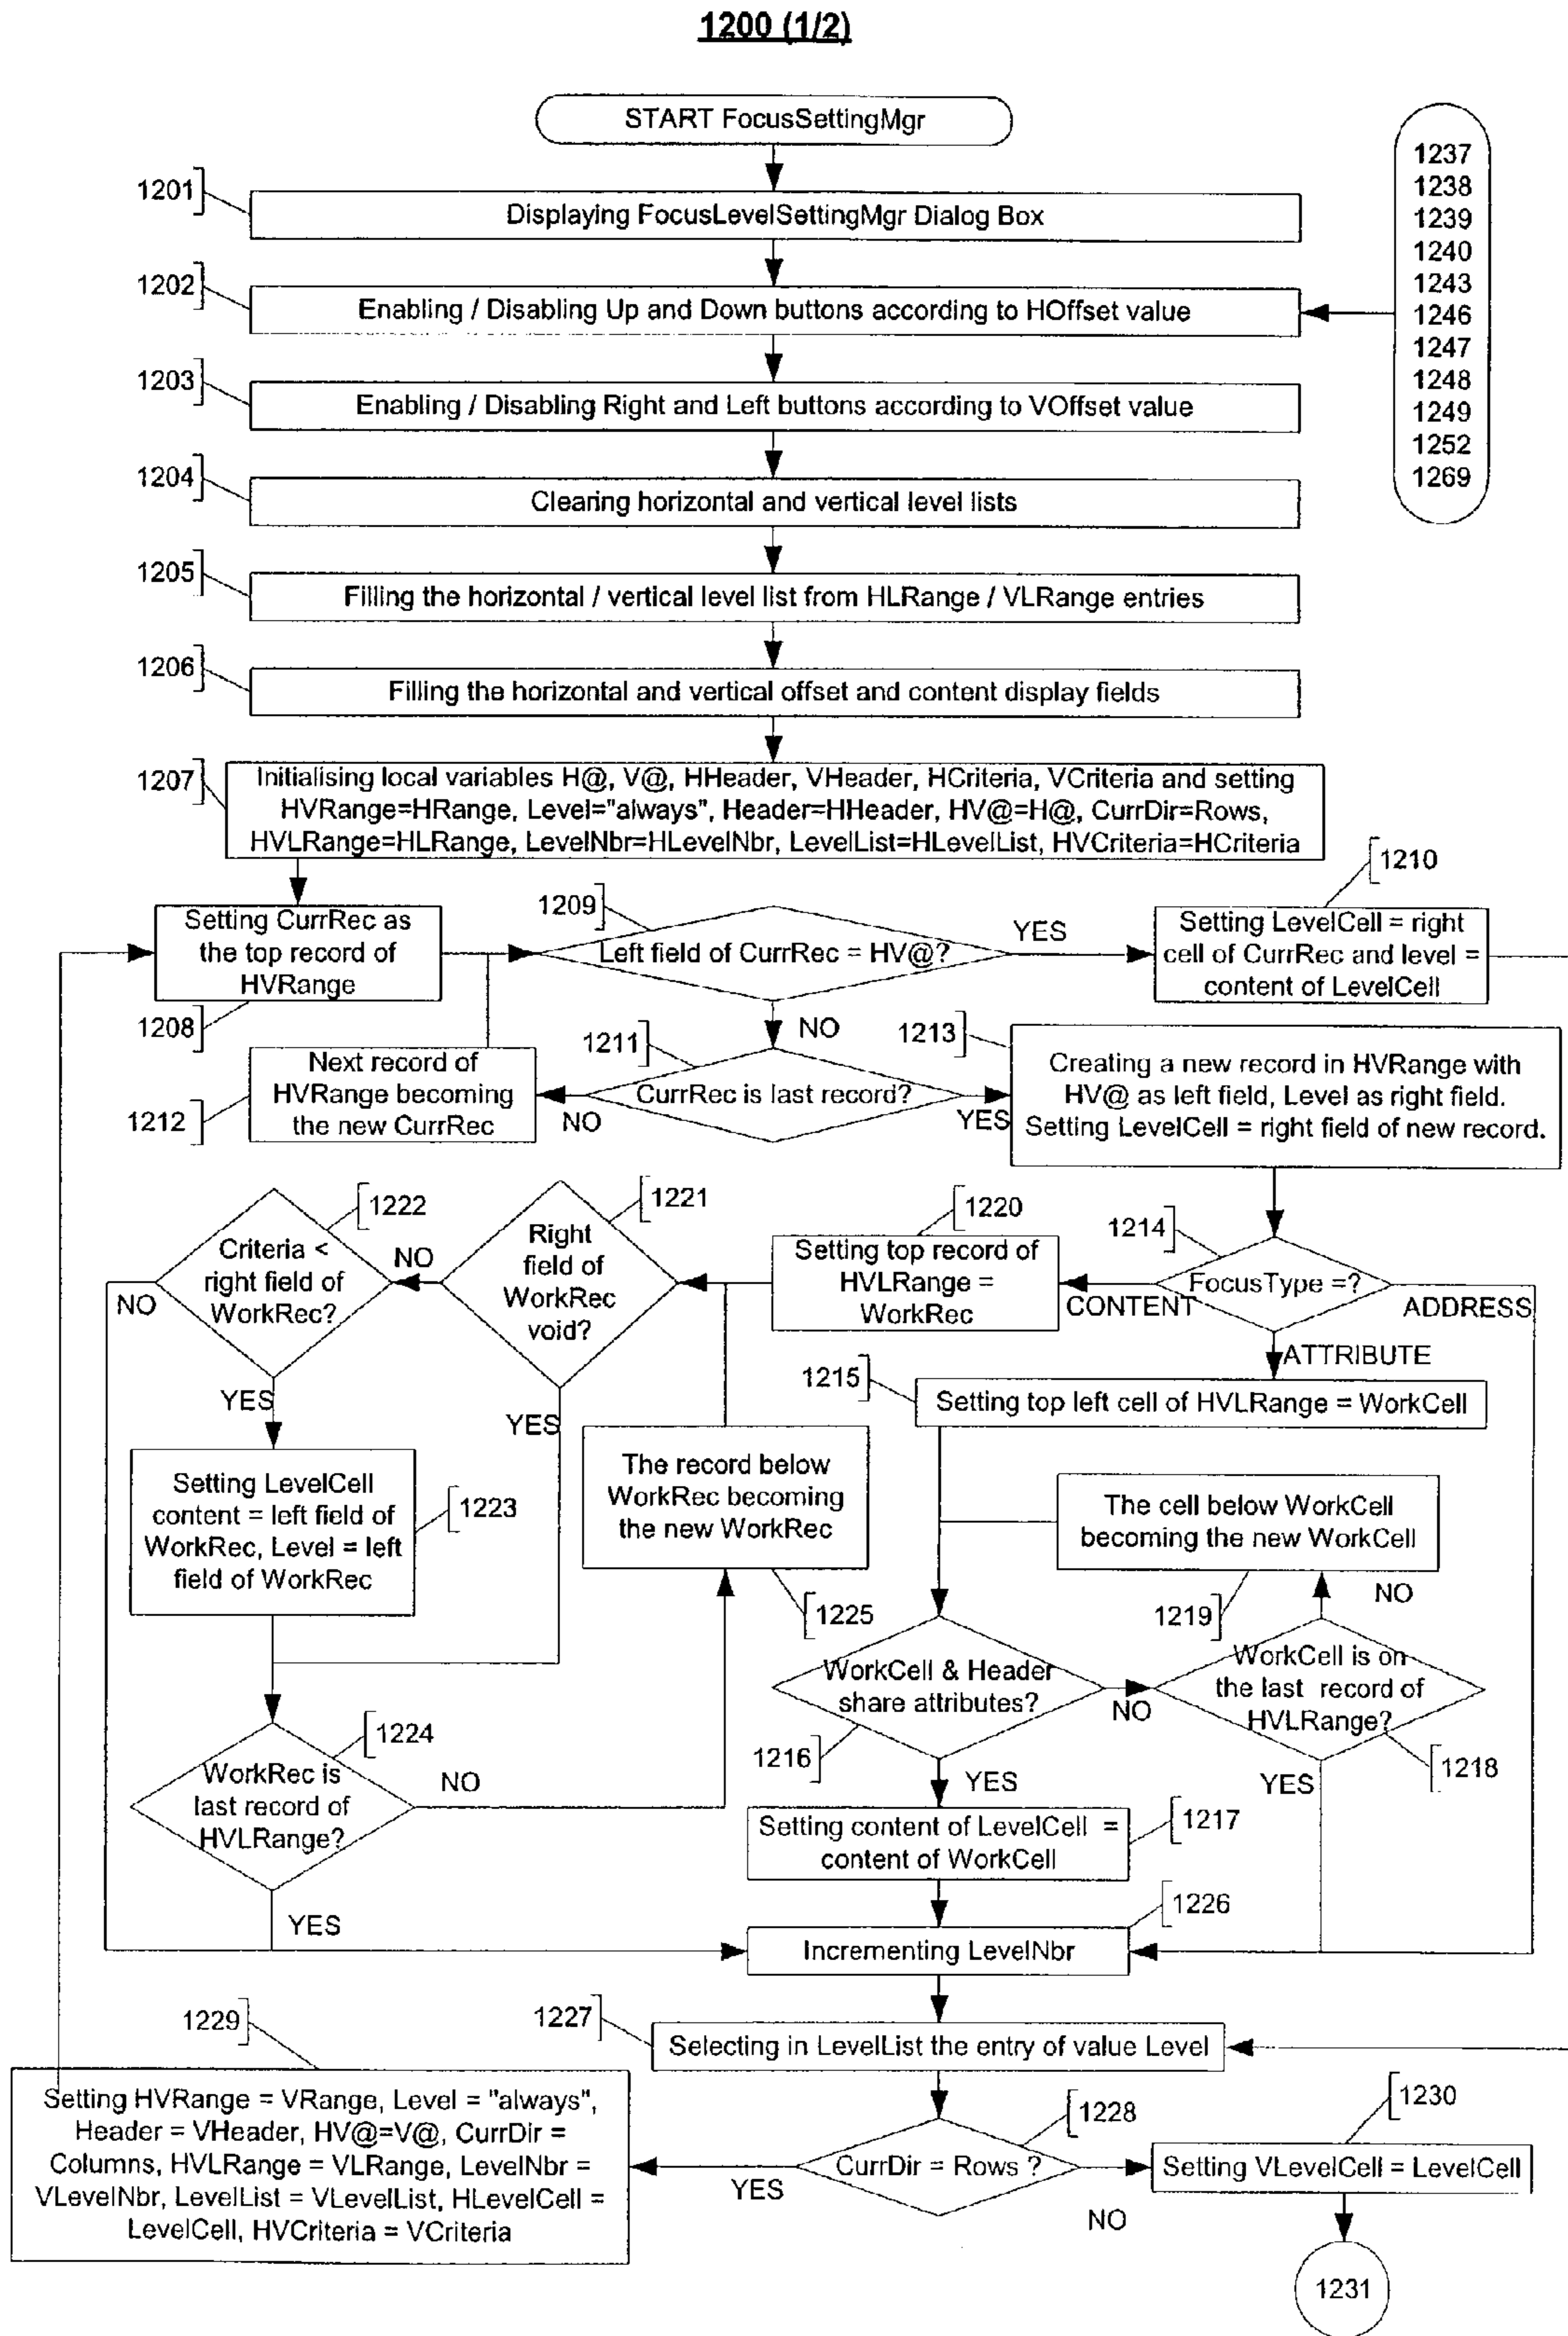 1200 (1/2)
START FocusSettingMgr
1237
1238
1239
1240
1243
1246
1247
1248
1249
1252
1269
1201
Displaying FocusLevelSettingMgr Dialog Box
1202
Enabling / Disabling Up and Down buttons according to HOffset value
1203
Enabling / Disabling Right and Left buttons according to VOffset value
1204
Clearing horizontal and vertical level lists
1205
Filling the horizontal / vertical level list from HLRange / VLRange entries
1206
Filling the horizontal and vertical offset and content display fields
1207
Initialising local variables H@, V@, HHeader, VHeader, HCriteria, VCriteria and setting
HVRange=HRange, Level="always", Header=HHeader, HV@=H@, CurrDir=Rows,
HVLRange=HLRange, LevelNbr=HLevelNbr, LevelList=HLevelList, HVCriteria=HCriteria
Setting CurrRec as
the top record of
HVRange
1208
1209
Left field of CurrRec = HV@?
YES
NO
1210
Setting LevelCell = right
cell of CurrRec and level =
content of LevelCell
1211
CurrRec is last record?
NO
YES
Next record of
HVRange becoming
the new CurrRec
1212
1213
Creating a new record in HVRange with
HV@ as left field, Level as right field.
Setting LevelCell = right field of new record.
1214
FocusType =?
CONTENT
ADDRESS
ATTRIBUTE
1220
Setting top record of
HVLRange =
WorkRec
1221
Right
field of
WorkRec
void?
NO
YES
1222
Criteria <
right field of
WorkRec?
NO
YES
1215
Setting top left cell of HVLRange = WorkCell
Setting LevelCell
content = left field of
WorkRec, Level = left
field of WorkRec
1223
The record below
WorkRec becoming
the new WorkRec
1225
The cell below WorkCell
becoming the new WorkCell
1219
NO
WorkCell & Header
share attributes?
1216
NO
YES
WorkCell is on
the last record of
HVLRange?
1218
YES
1224
WorkRec is
last record of
HVLRange?
NO
YES
Setting content of LevelCell =
content of WorkCell
1217
1226
Incrementing LevelNbr
1227
Selecting in LevelList the entry of value Level
1228
CurrDir = Rows ?
YES
NO
1229
Setting HVRange = VRange, Level = "always",
Header = VHeader, HV@=V@, CurrDir =
Columns, HVLRange = VLRange, LevelNbr =
VLevelNbr, LevelList = VLevelList, HLevelCell =
LevelCell, HVCriteria = VCriteria
1230
Setting VLevelCell = LevelCell
1231